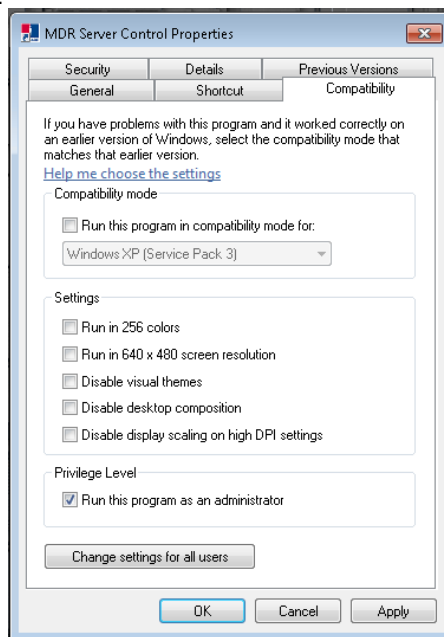 MDR Server Control Properties
Security Details Previous Versions
General Shortcut Compatibility
If you have problems with this program and it worked correctly on
an earlier version of Windows, select the compatibility mode that
matches that earlier version.
Help me choose the settings
Compatibility mode
Run this program in compatibility mode for:
Windows XP (Service Pack 3)
Settings
Run in 256 colors
Run in 640 x 480 screen resolution
Disable visual themes
Disable desktop composition
Disable display scaling on high DPI settings
Privilege Level
Run this program as an administrator
Change settings for all users
OK Cancel Apply